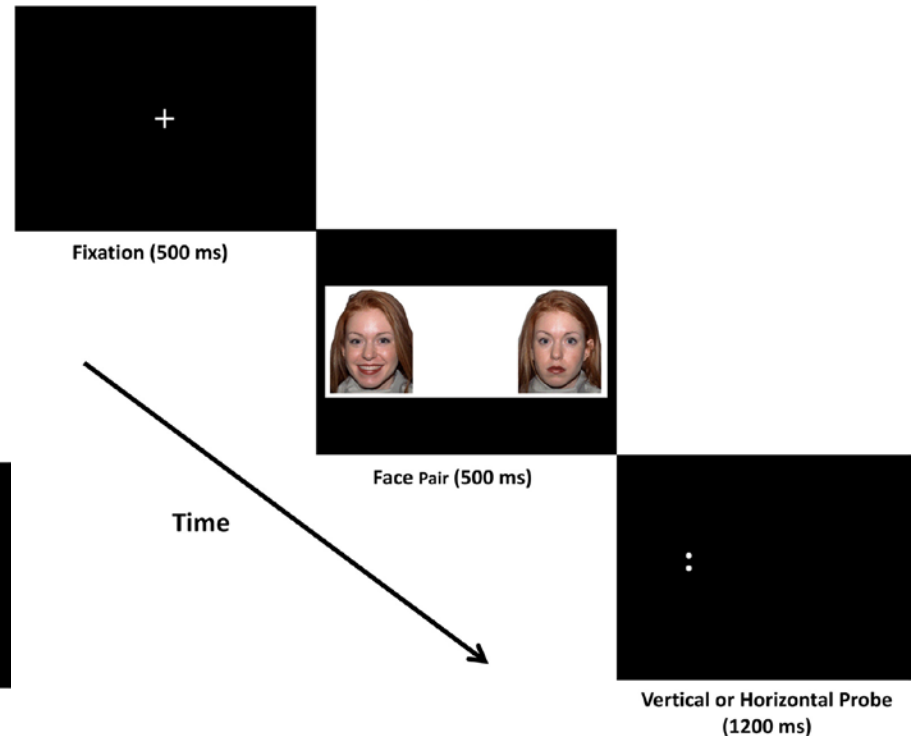 Fixation (500 ms)
Face Pair (500 ms)
Time
Vertical or Horizontal Probe
(1200 ms)